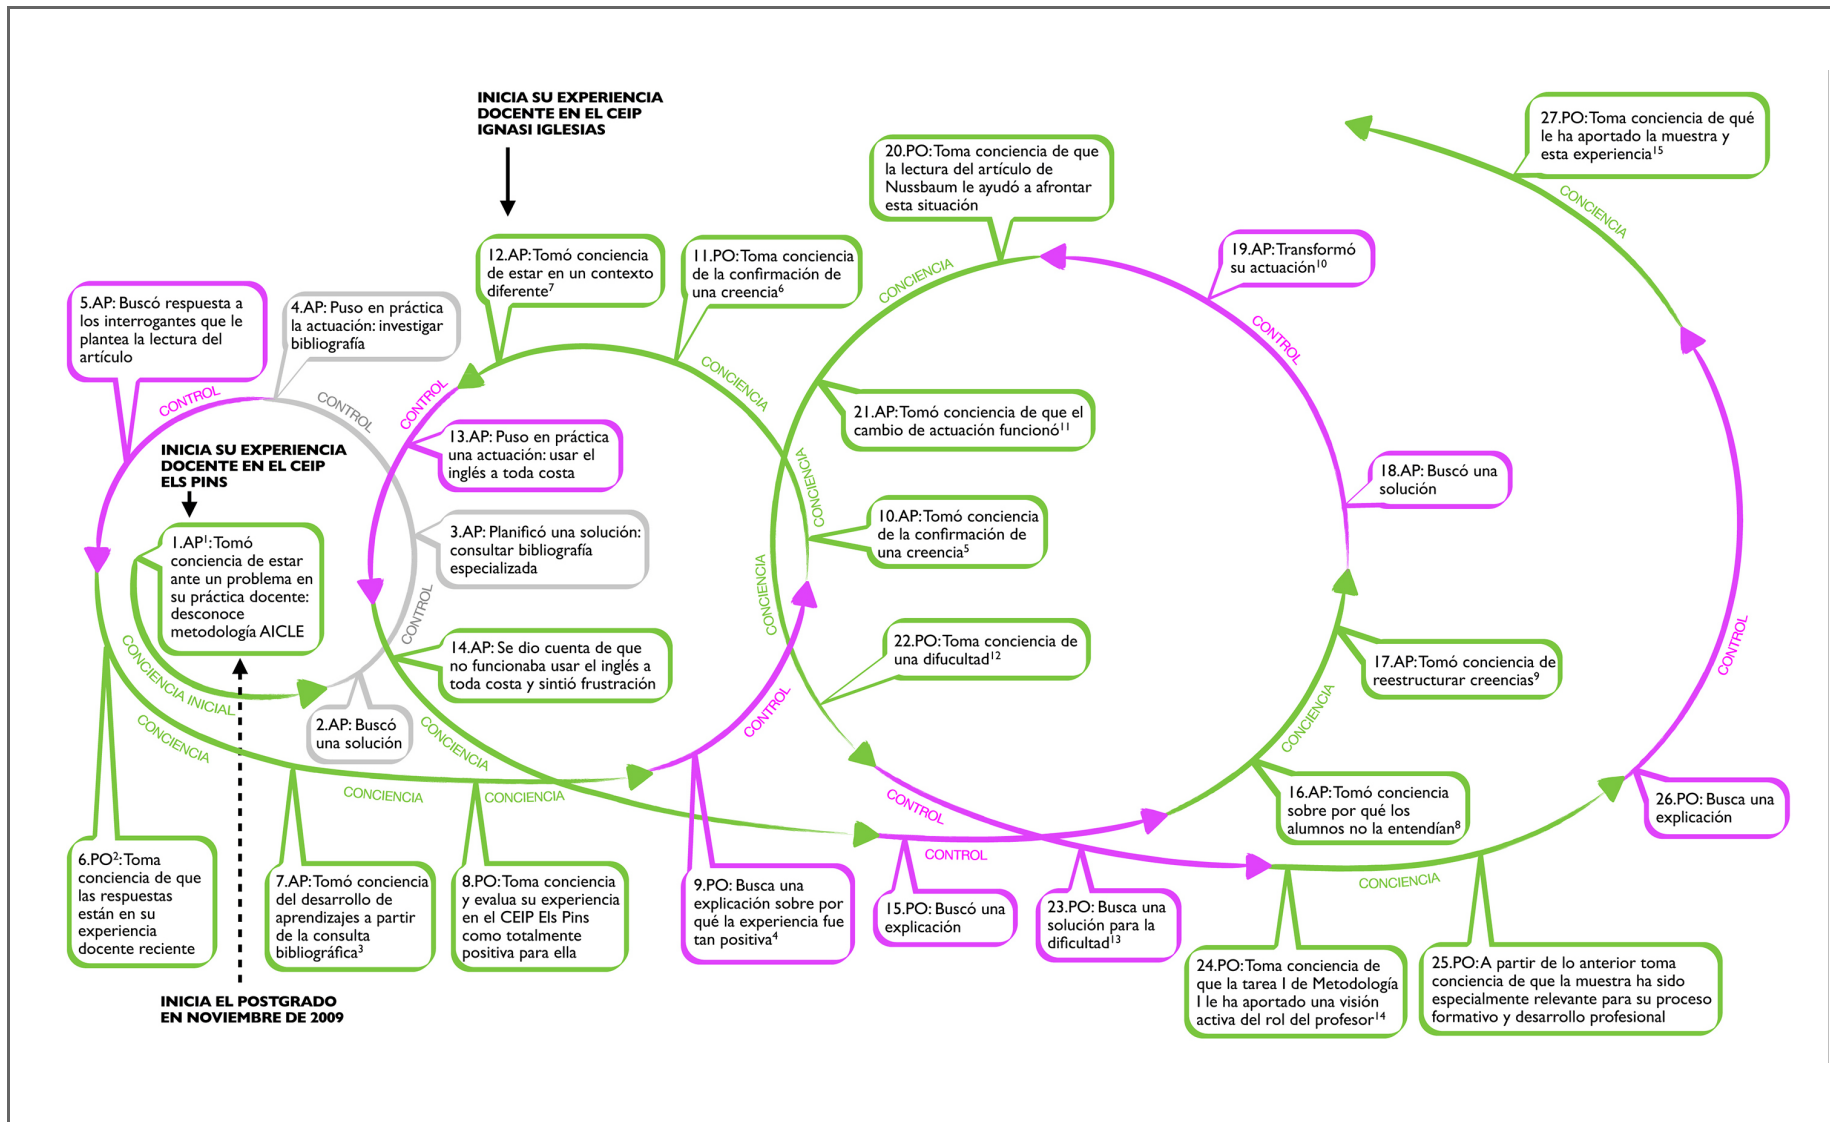 INICIA SU EXPERIENCIA
DOCENTE EN EL CEIP
IGNASI IGLESIAS
27.PO: Toma conciencia de qué
le ha aportado la muestra y
esta experiencia¹⁵
CONCIENCIA
20.PO: Toma conciencia de que
la lectura del artículo de
Nussbaum le ayudó a afrontar
esta situación
19.AP: Transformó
su actuación¹⁰
CONTROL
CONCIENCIA
12.AP: Tomó conciencia
de estar en un contexto
diferente⁷
11.PO: Toma conciencia
de la confirmación de
una creencia⁶
CONCIENCIA
5.AP: Buscó respuesta a
los interrogantes que le
plantea la lectura del
artículo
4.AP: Puso en práctica
la actuación: investigar
bibliografía
CONTROL
CONTROL
CONTROL
INICIA SU EXPERIENCIA
DOCENTE EN EL CEIP
ELS PINS
13.AP: Puso en práctica
una actuación: usar el
inglés a toda costa
21.AP: Tomó conciencia de que el
cambio de actuación funcionó¹¹
CONCIENCIA
18.AP: Buscó una
solución
1.AP¹: Tomó
conciencia de estar
ante un problema en
su práctica docente:
desconoce
metodología AICLE
3.AP: Planificó una solución:
consultar bibliografía
especializada
10.AP: Tomó conciencia
de la confirmación de
una creencia⁵
CONCIENCIA
CONTROL
CONCIENCIA INICIAL
14.AP: Se dio cuenta de que
no funcionaba usar el inglés a
toda costa y sintió frustración
22.PO: Toma conciencia de
una difucultad¹²
17.AP: Tomó conciencia de
reestructurar creencias⁹
CONTROL
2.AP: Buscó
una solución
CONCIENCIA
CONCIENCIA
CONTROL
CONCIENCIA
CONCIENCIA
CONCIENCIA
CONTROL
16.AP: Tomó conciencia
sobre por qué los
alumnos no la entendían⁸
26.PO: Busca una
explicación
CONTROL
CONCIENCIA
6.PO²: Toma
conciencia de que
las respuestas
están en su
experiencia
docente reciente
7.AP: Tomó conciencia
del desarrollo de
aprendizajes a partir
de la consulta
bibliográfica³
8.PO: Toma conciencia
y evalua su experiencia
en el CEIP Els Pins
como totalmente
positiva para ella
9.PO: Busca una
explicación sobre por
qué la experiencia fue
tan positiva⁴
15.PO: Buscó una
explicación
23.PO: Busca una
solución para la
dificultad¹³
24.PO: Toma conciencia de
que la tarea I de Metodología
I le ha aportado una visión
activa del rol del profesor¹⁴
25.PO: A partir de lo anterior toma
conciencia de que la muestra ha sido
especialmente relevante para su proceso
formativo y desarrollo profesional
INICIA EL POSTGRADO
EN NOVIEMBRE DE 2009